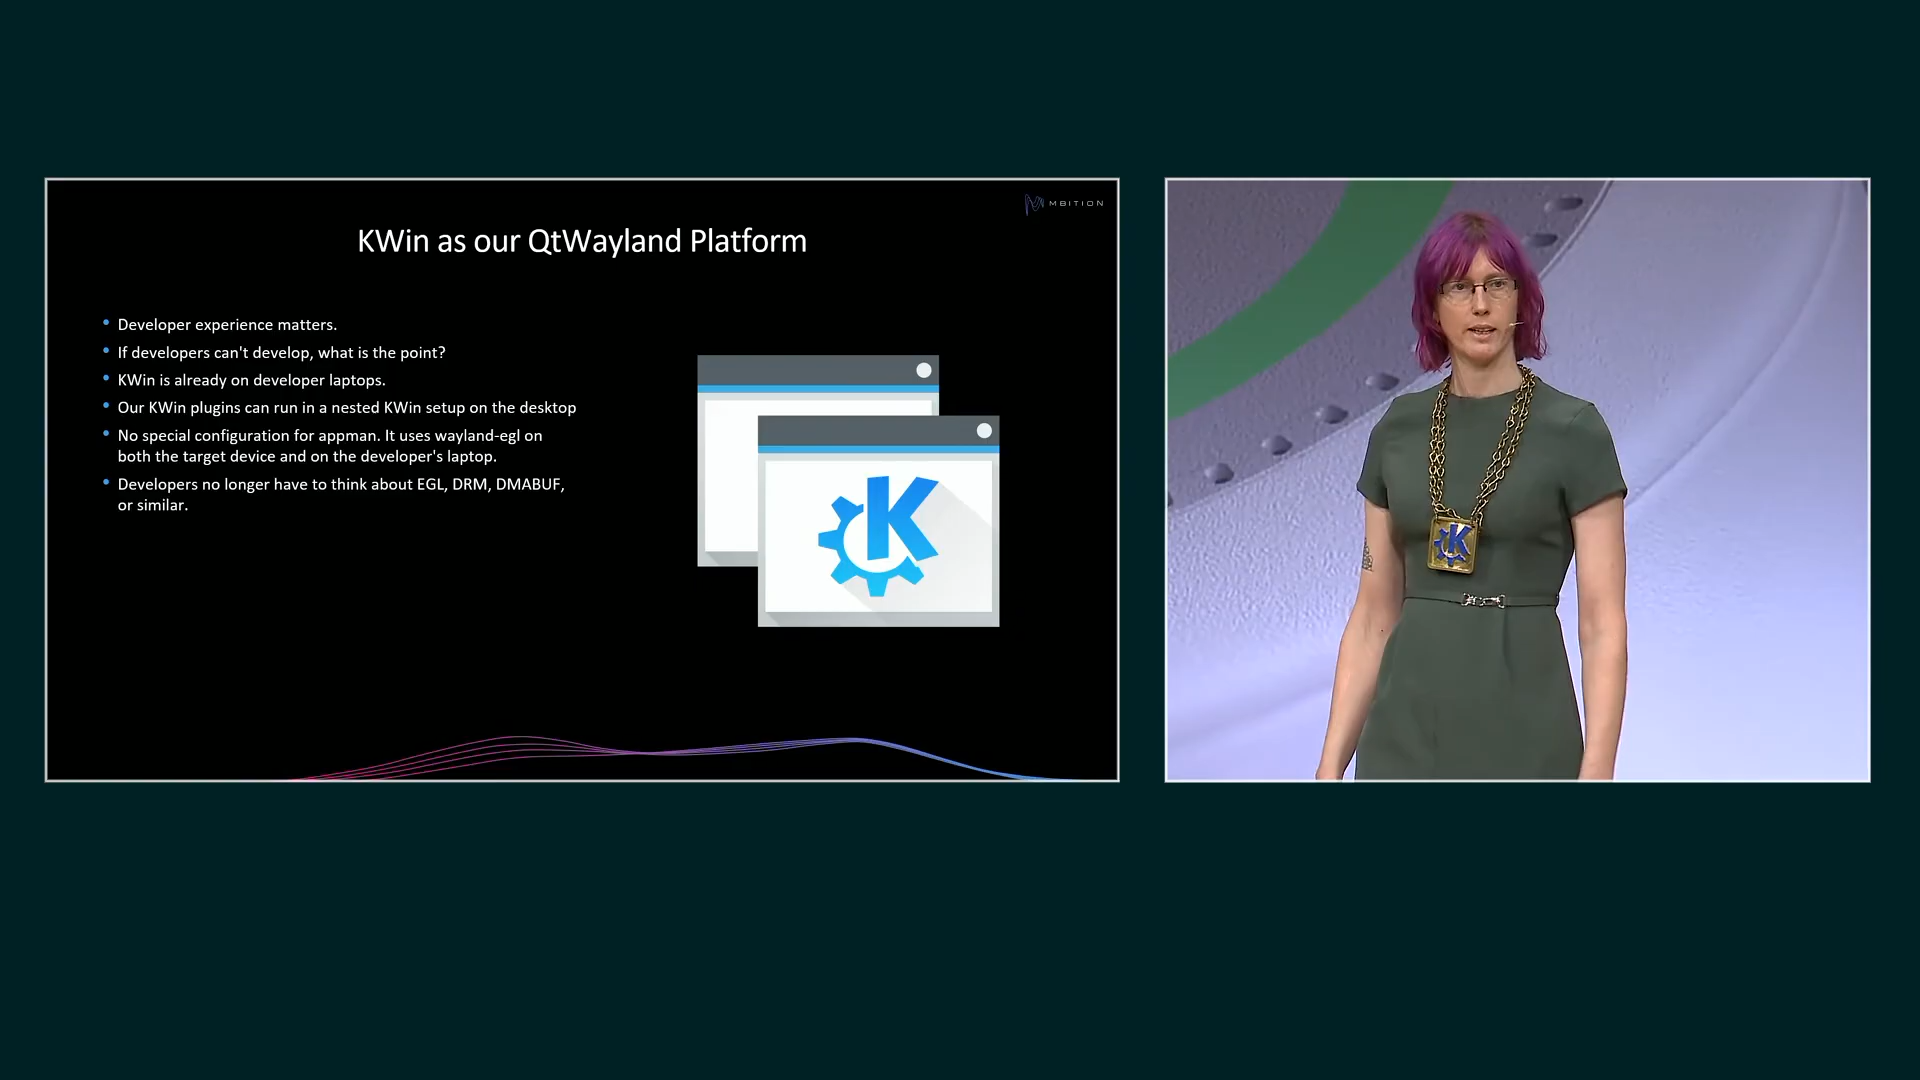 MBITION
KWin as our QtWayland Platform
Developer experience matters.
If developers can't develop, what is the point?
KWin is already on developer laptops.
Our KWin plugins can run in a nested KWin setup on the desktop
No special configuration for appman. It uses wayland-egl on
both the target device and on the developer's laptop.
Developers no longer have to think about EGL, DRM, DMABUF,
or similar.
K
K